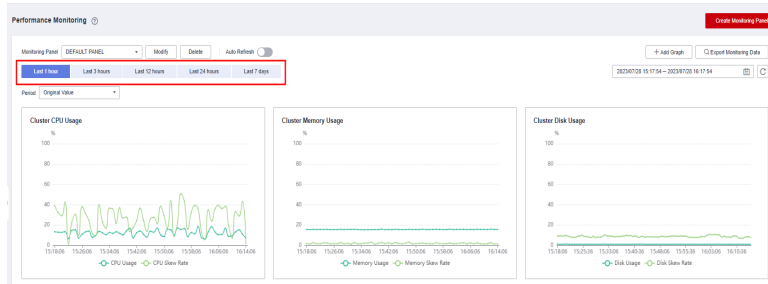 Performance Monitoring
Create Monitoring Panel
Monitoring Panel DEFAULT PANEL Modify Delete Auto Refresh
+ Add Graph Export Monitoring Data
Last 1 hour Last 3 hours Last 12 hours Last 24 hours Last 7 days
2023/07/28 15:17:54 – 2023/07/28 16:17:54
Period Original Value
Cluster CPU Usage
%
100
80
60
40
20
0
15:18:06 15:26:06 15:34:06 15:42:06 15:50:06 15:58:06 16:06:06 16:14:06
CPU Usage CPU Skew Rate
Cluster Memory Usage
%
100
80
60
40
20
0
15:18:06 15:26:06 15:34:06 15:42:06 15:50:06 15:58:06 16:06:06 16:14:06
Memory Usage Memory Skew Rate
Cluster Disk Usage
%
100
80
60
40
20
0
15:18:06 15:25:36 15:33:06 15:40:36 15:48:06 15:55:36 16:03:06 16:10:36
Disk Usage Disk Skew Rate